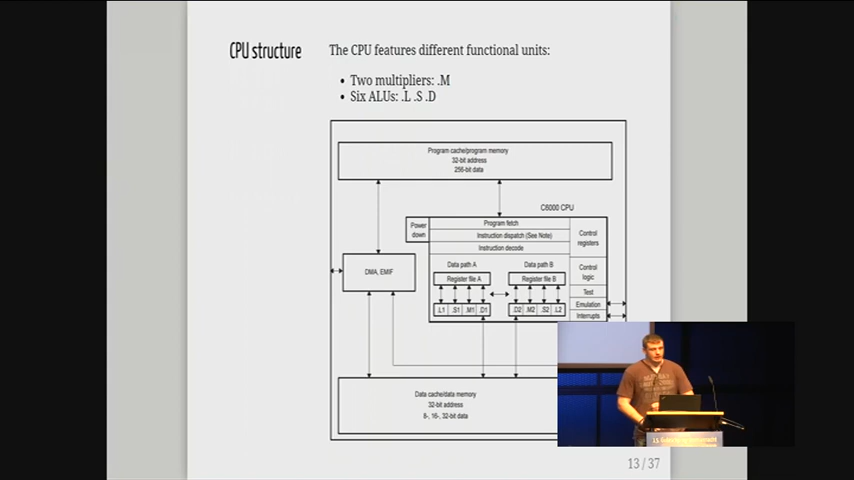 CPU structure
The CPU features different functional units:
• Two multipliers: .M
• Six ALUs: .L .S .D
Program cache/program memory
32-bit address
256-bit data
C6000 CPU
Power
down
Program fetch
Instruction dispatch (See Note)
Instruction decode
Control
registers
Data path A
Data path B
Register file A
Register file B
Control
logic
DMA, EMIF
Test
Emulation
Interrupts
.L1 .S1 .M1 .D1
.D2 .M2 .S2 .L2
Data cache/data memory
32-bit address
8-, 16-, 32-bit data
13 / 37